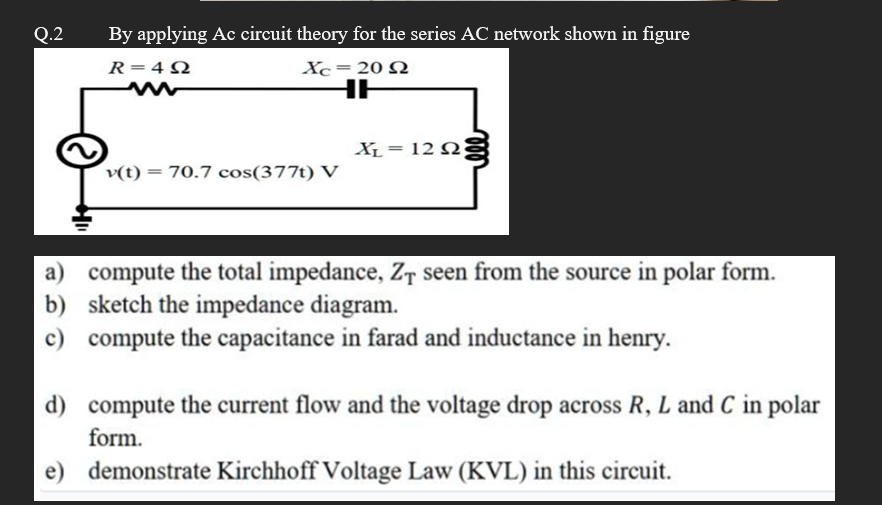 Q.2 By applying Ac circuit theory for the series AC network shown in figure
R = 4 Ω
X_C = 20 Ω
X_L = 12 Ω
v(t) = 70.7 cos(377t) V
a) compute the total impedance, Z_T seen from the source in polar form.
b) sketch the impedance diagram.
c) compute the capacitance in farad and inductance in henry.
d) compute the current flow and the voltage drop across R, L and C in polar
form.
e) demonstrate Kirchhoff Voltage Law (KVL) in this circuit.